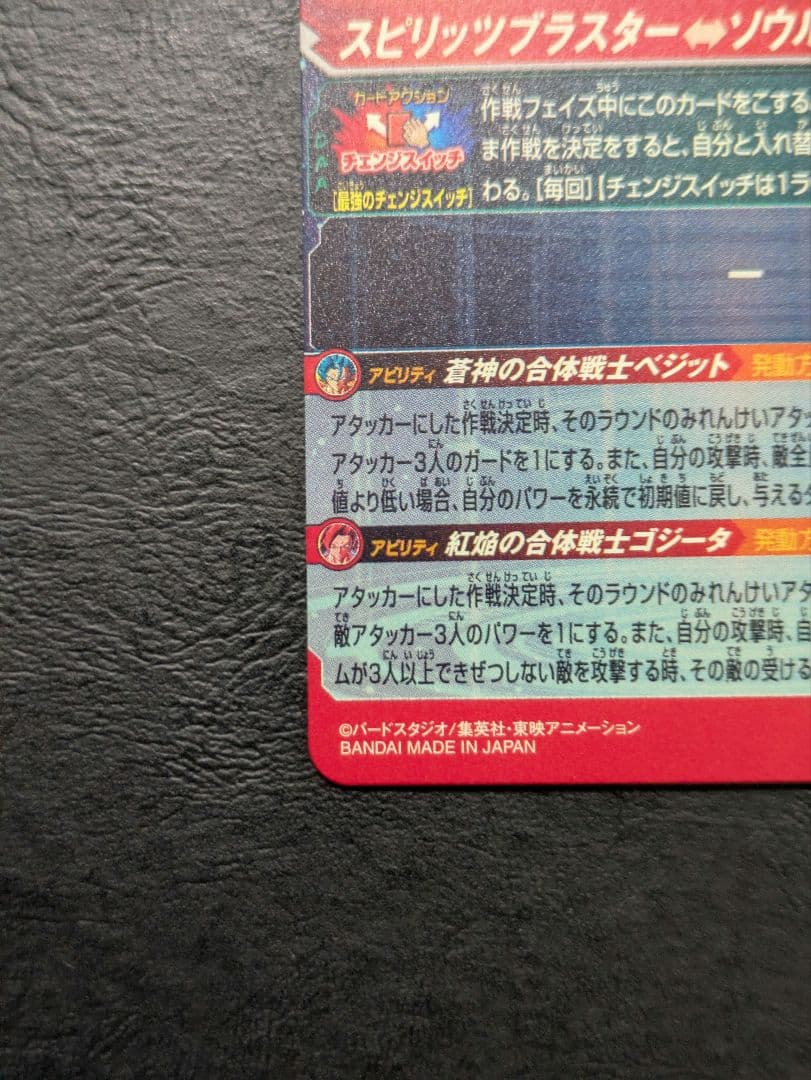 スピリッツブラスター⇔ソウル
カードアクション
チェンジスイッチ
[最強のチェンジスイッチ]
作戦フェイズ中にこのカードをこする
ま作戦を決定をすると、自分と入れ替
わる。[毎回]【チェンジスイッチは1ラ
ー
アビリティ 蒼神の合体戦士ベジット 発動
アタッカーにした作戦決定時、そのラウンドのみれんけいアタッ
アタッカー3人のガードを1にする。また、自分の攻撃時、敵全
値より低い場合、自分のパワーを永続で初期値に戻し、与える
アビリティ 紅焔の合体戦士ゴジータ 発動
アタッカーにした作戦決定時、そのラウンドのみれんけいアタ
敵アタッカー3人のパワーを1にする。また、自分の攻撃時、
ムが3人以上できぜつしない敵を攻撃する時、その敵の受ける
©バードスタジオ/集英社・東映アニメーション
BANDAI MADE IN JAPAN